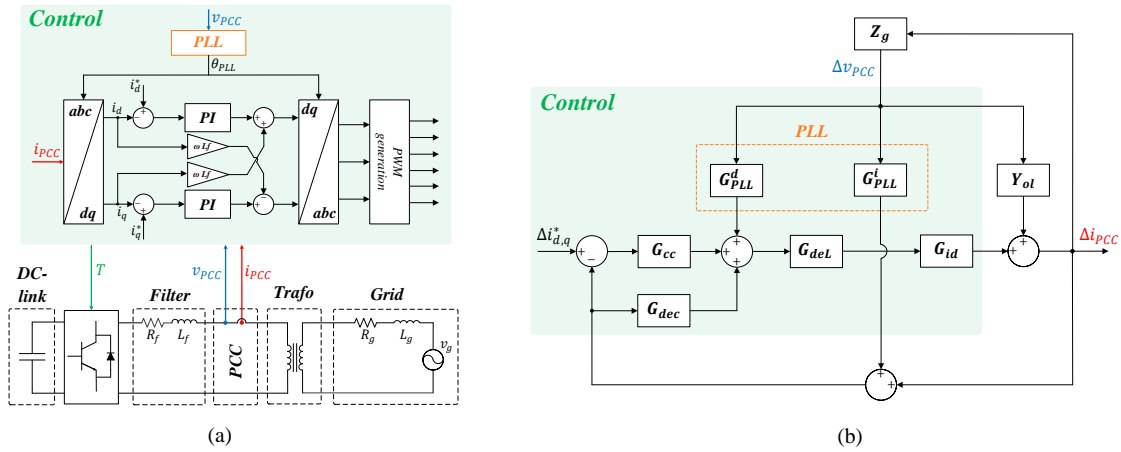 Control
v_PCC
PLL
θ_PLL
i_d^*
abc
i_d
PI
dq
ω Lf
i_PCC
ω Lf
PWM generation
dq
i_q
PI
abc
i_q^*
T
v_PCC
i_PCC
DC-link
Filter
Trafo
Grid
R_f
L_f
PCC
R_g
L_g
v_g
(a)
Z_g
Δv_PCC
Control
PLL
G_PLL^d
G_PLL^i
Y_ol
Δi_d,q^*
G_cc
G_deL
G_id
Δi_PCC
G_dec
(b)